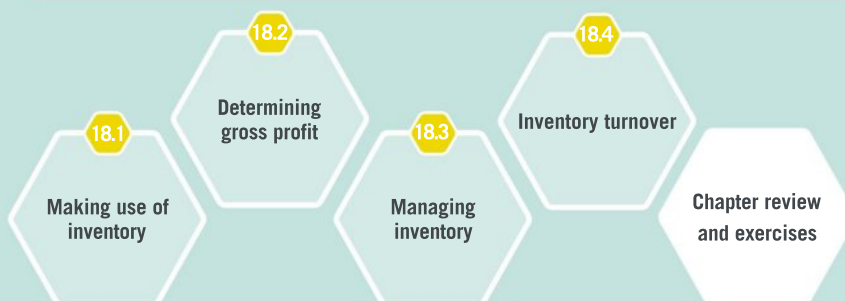 18.1
Making use of
inventory
18.2
Determining
gross profit
18.3
Managing
inventory
18.4
Inventory turnover
Chapter review
and exercises